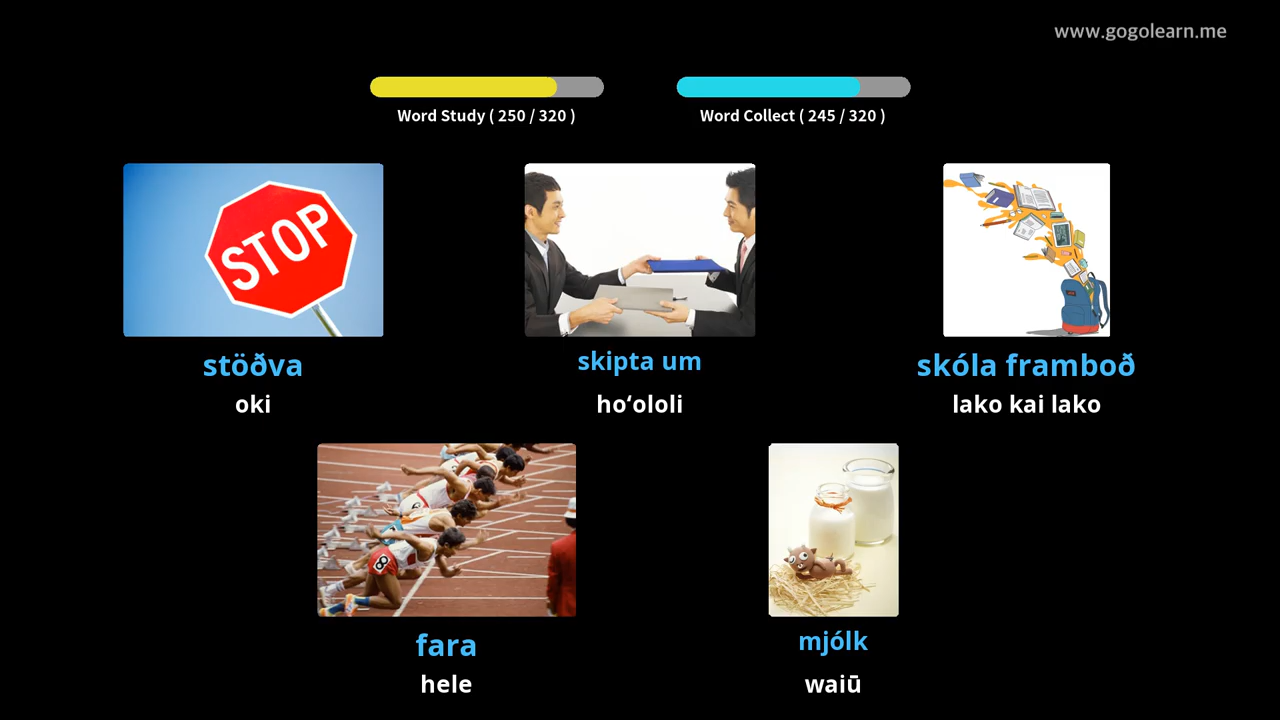 www.gogolearn.me
Word Study ( 250 / 320 )
Word Collect ( 245 / 320 )
STOP
stöðva
skipta um
skóla framboð
oki
hoʻololi
lako kai lako
8
fara
mjólk
hele
waiū